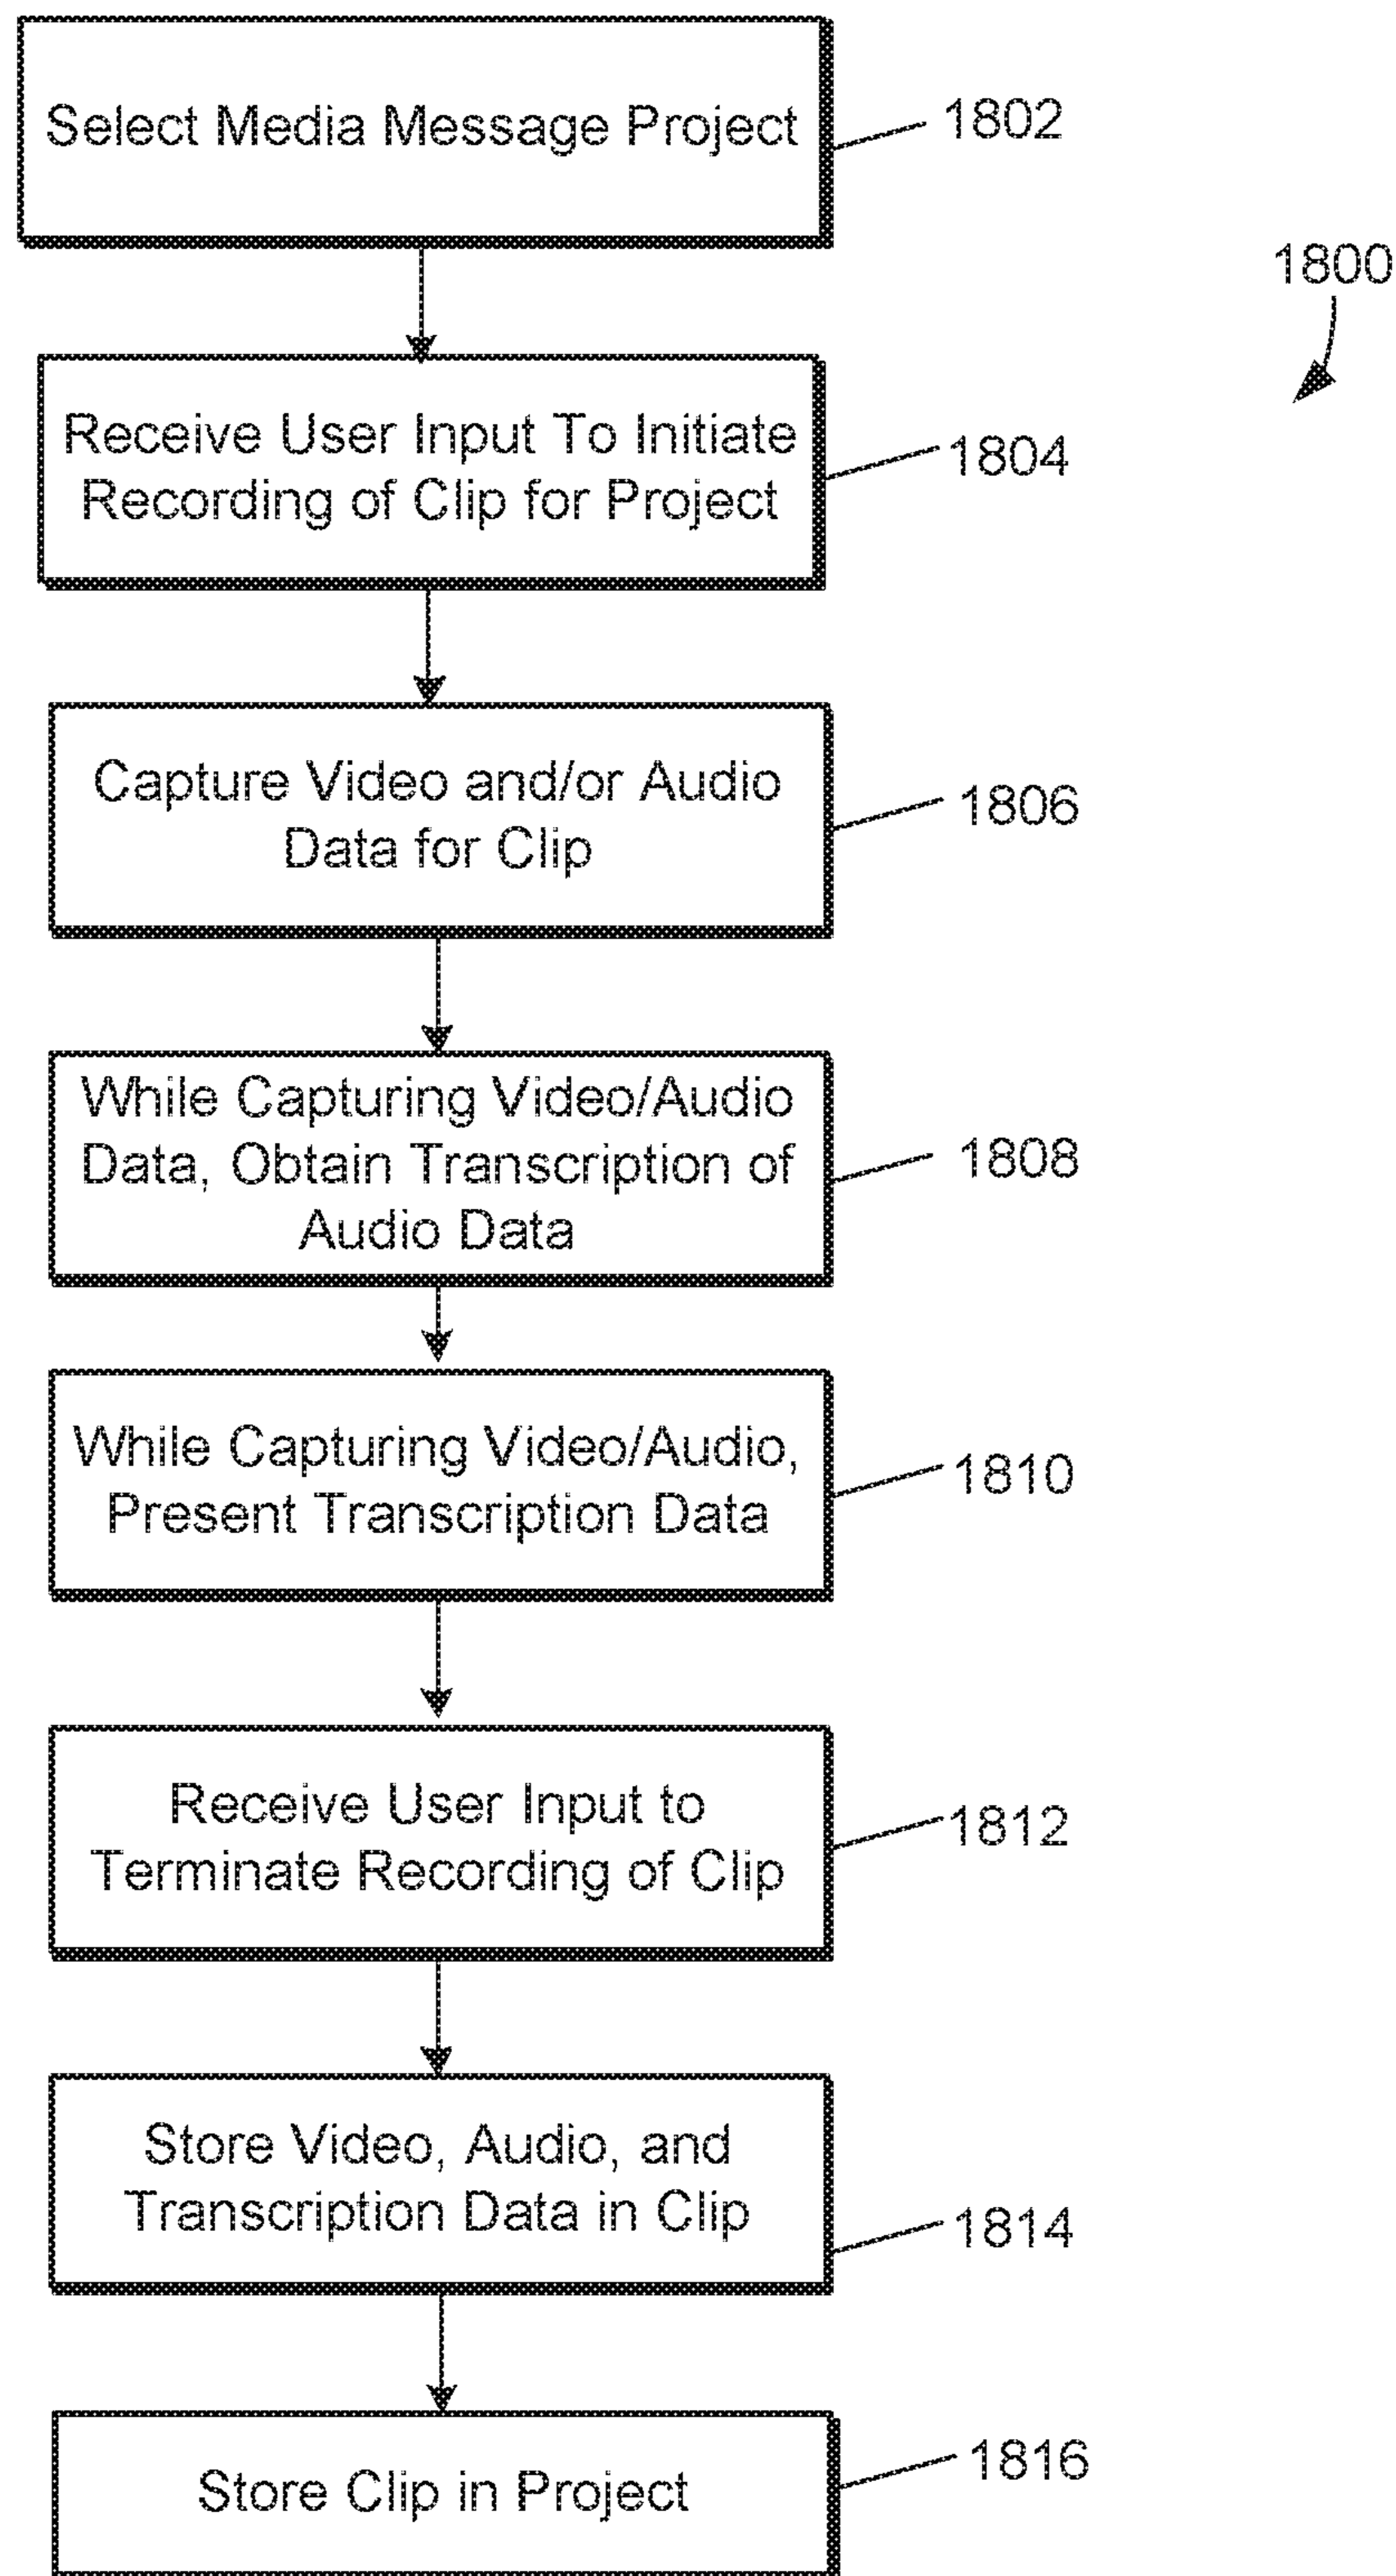 Select Media Message Project
1802
1800
Receive User Input To Initiate
Recording of Clip for Project
1804
Capture Video and/or Audio
Data for Clip
1806
While Capturing Video/Audio
Data, Obtain Transcription of
Audio Data
1808
While Capturing Video/Audio,
Present Transcription Data
1810
Receive User Input to
Terminate Recording of Clip
1812
Store Video, Audio, and
Transcription Data in Clip
1814
Store Clip in Project
1816